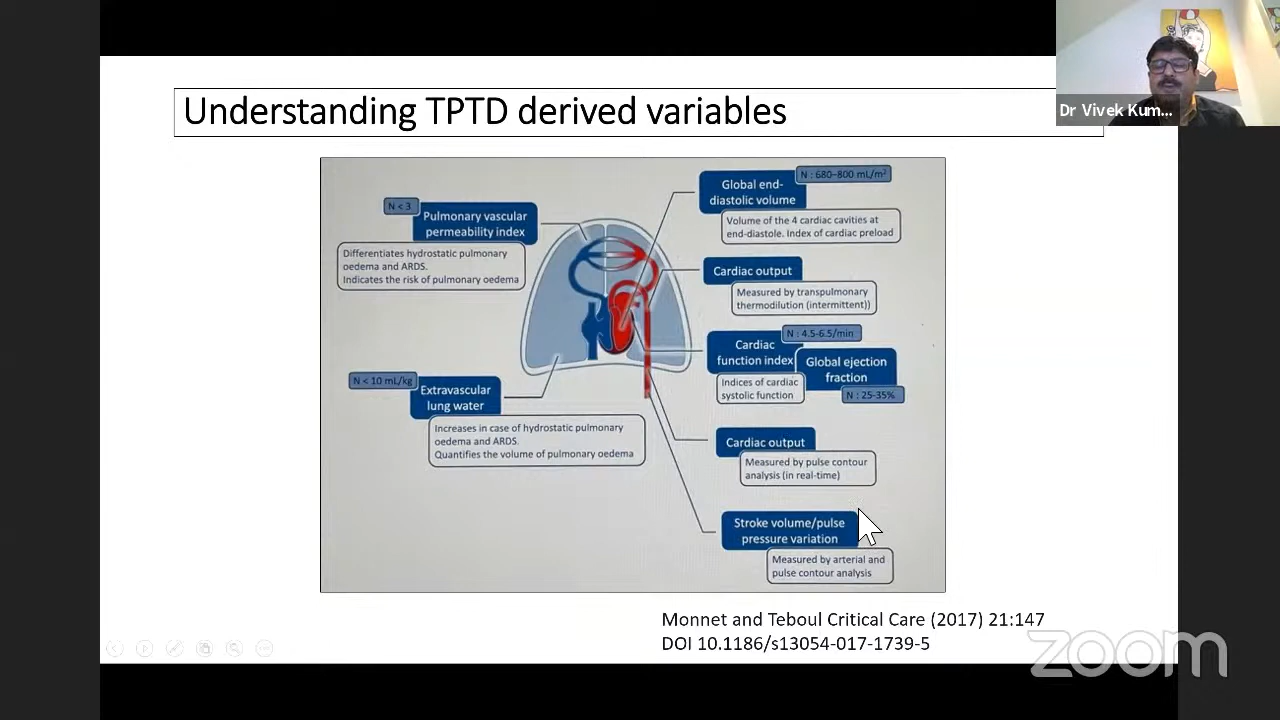 Understanding TPTD derived variables
Dr Vivek Kum...
N < 3
Pulmonary vascular
permeability index
Differentiates hydrostatic pulmonary
oedema and ARDS.
Indicates the risk of pulmonary oedema
N < 10 mL/kg
Extravascular
lung water
Increases in case of hydrostatic pulmonary
oedema and ARDS.
Quantifies the volume of pulmonary oedema
N : 680–800 mL/m²
Global end-
diastolic volume
Volume of the 4 cardiac cavities at
end-diastole. Index of cardiac preload
Cardiac output
Measured by transpulmonary
thermodilution (intermittent))
N : 4.5-6.5/min
Cardiac
function index
Global ejection
fraction
Indices of cardiac
systolic function
N : 25-35%
Cardiac output
Measured by pulse contour
analysis (in real-time)
Stroke volume/pulse
pressure variation
Measured by arterial and
pulse contour analysis
Monnet and Teboul Critical Care (2017) 21:147
DOI 10.1186/s13054-017-1739-5
zoom